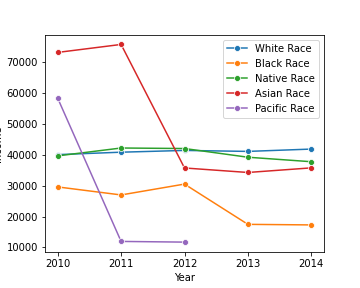 White Race
Black Race
Native Race
Asian Race
Pacific Race
70000
60000
50000
40000
30000
20000
10000
2010 2011 2012 2013 2014
Year